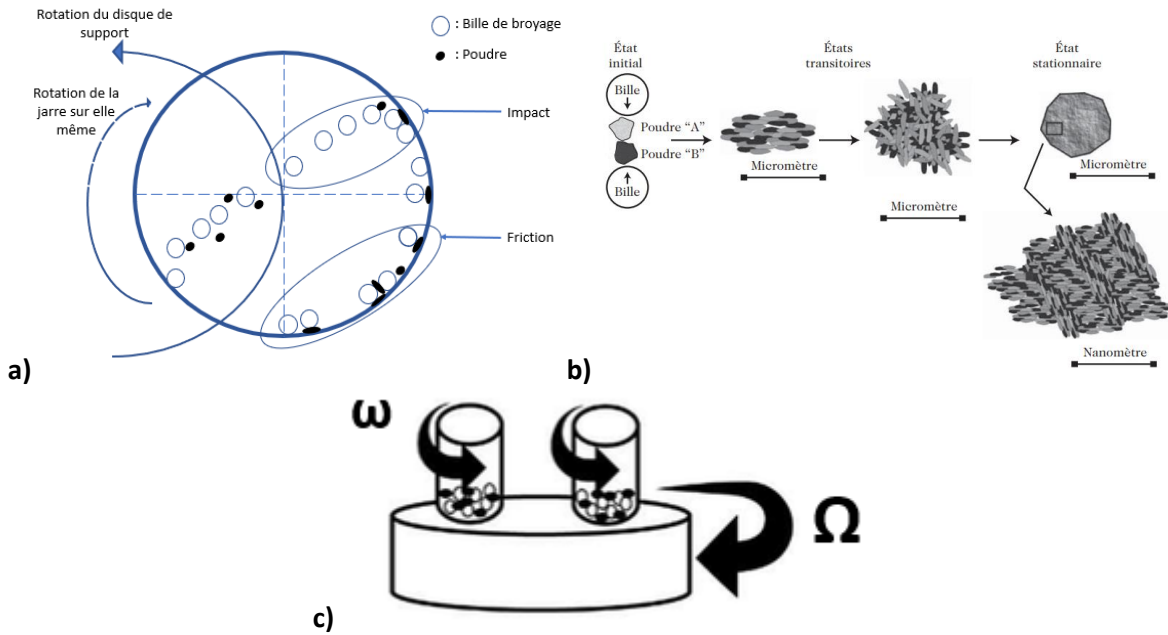 Rotation du disque de
support
: Bille de broyage
: Poudre
Rotation de la
jarre sur elle
même
Impact
Friction
a)
État
initial
États
transitoires
État
stationnaire
Bille
Poudre “A”
Poudre “B”
Bille
Micromètre
Micromètre
Micromètre
Nanomètre
b)
ω
Ω
c)